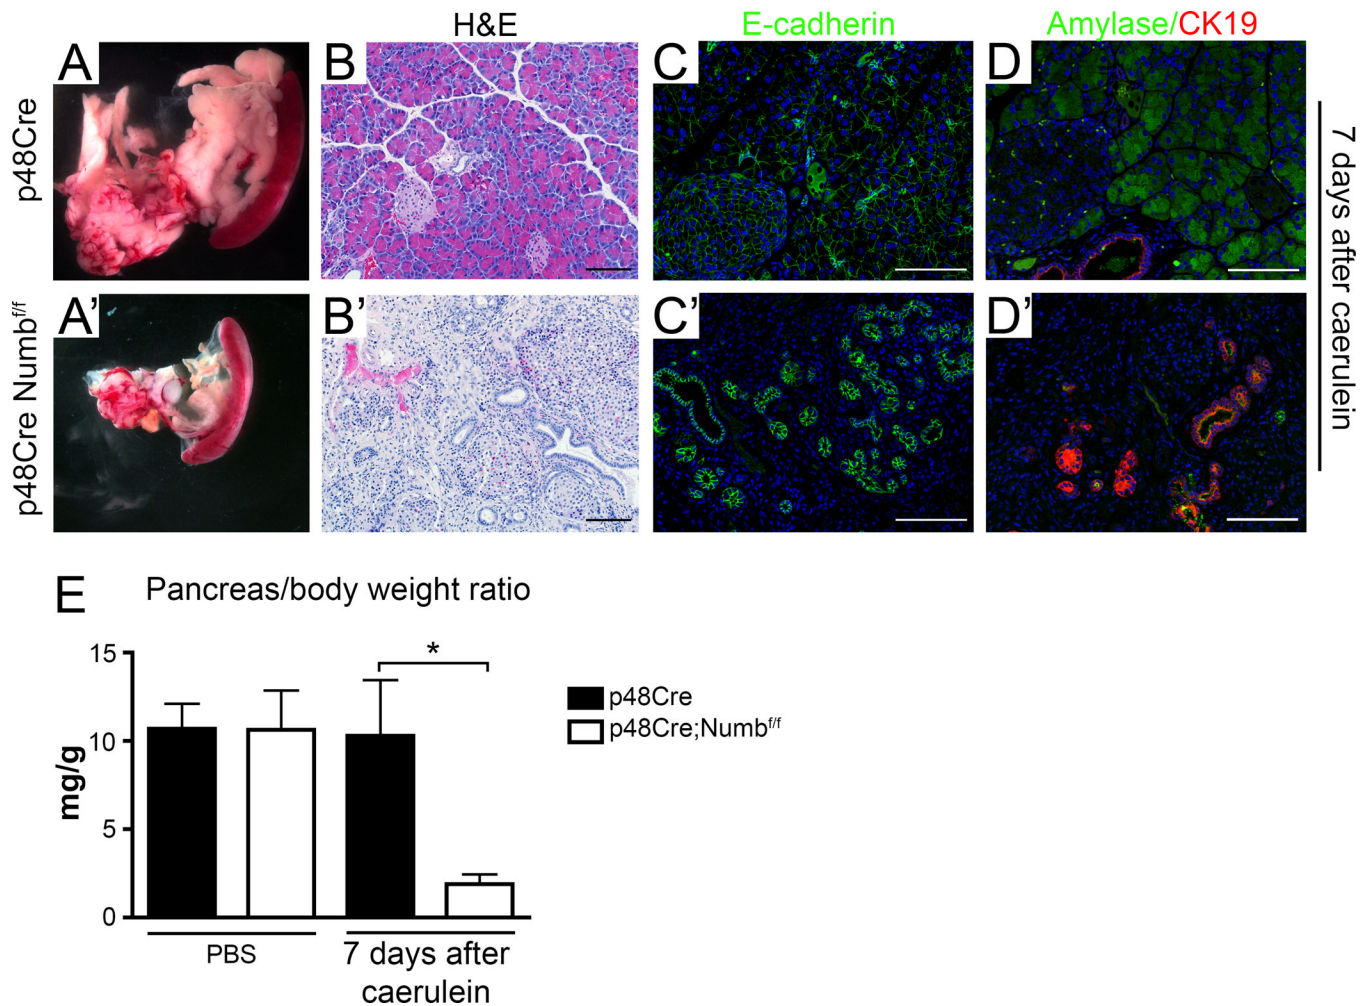 H&E
E-cadherin
Amylase/CK19
p48Cre
A
B
C
D
7 days after caerulein
p48Cre Numbf/f
A'
B'
C'
D'
E
Pancreas/body weight ratio
mg/g
15
10
5
0
*
p48Cre
p48Cre;Numbf/f
PBS
7 days after
caerulein